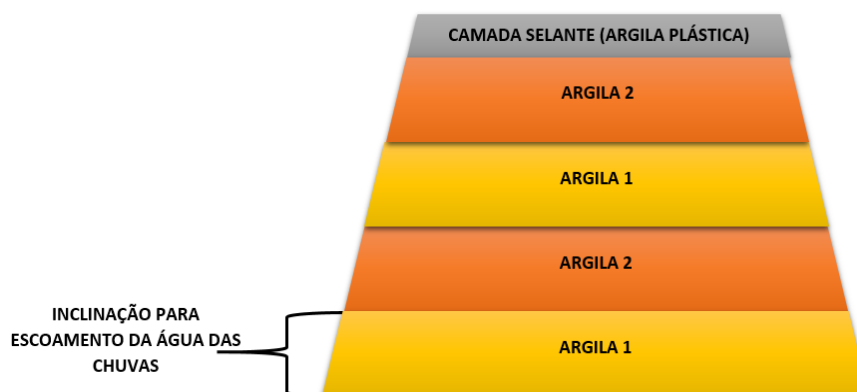 CAMADA SELANTE (ARGILA PLÁSTICA)
ARGILA 2
ARGILA 1
ARGILA 2
INCLINAÇÃO PARA
ESCOAMENTO DA ÁGUA DAS
CHUVAS
ARGILA 1